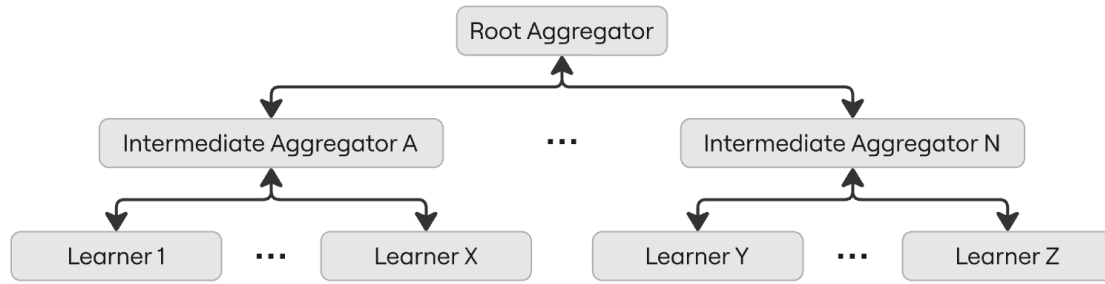 Root Aggregator
Intermediate Aggregator A
...
Intermediate Aggregator N
Learner 1
...
Learner X
Learner Y
...
Learner Z